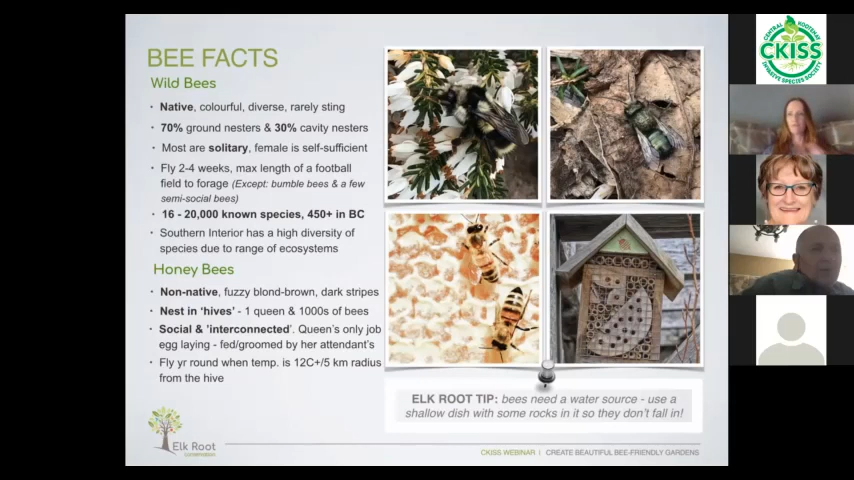 BEE FACTS
Wild Bees
· Native, colourful, diverse, rarely sting
· 70% ground nesters & 30% cavity nesters
· Most are solitary, female is self-sufficient
· Fly 2-4 weeks, max length of a football
field to forage (Except: bumble bees & a few
semi-social bees)
· 16 - 20,000 known species, 450+ in BC
· Southern Interior has a high diversity of
species due to range of ecosystems
Honey Bees
· Non-native, fuzzy blond-brown, dark stripes
· Nest in ‘hives’ - 1 queen & 1000s of bees
· Social & 'interconnected'. Queen's only job
egg laying - fed/groomed by her attendant's
· Fly yr round when temp. is 12C+/5 km radius
from the hive
ELK ROOT TIP: bees need a water source - use a
shallow dish with some rocks in it so they don't fall in!
Elk Root
conservation
CKISS WEBINAR | CREATE BEAUTIFUL BEE-FRIENDLY GARDENS
CENTRAL KOOTENAY
CKISS
INVASIVE SPECIES SOCIETY